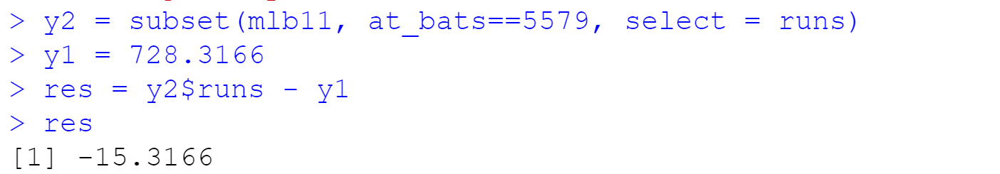 > y2 = subset(mlb11, at_bats==5579, select = runs)
> y1 = 728.3166
> res = y2$runs - y1
> res
[1] -15.3166